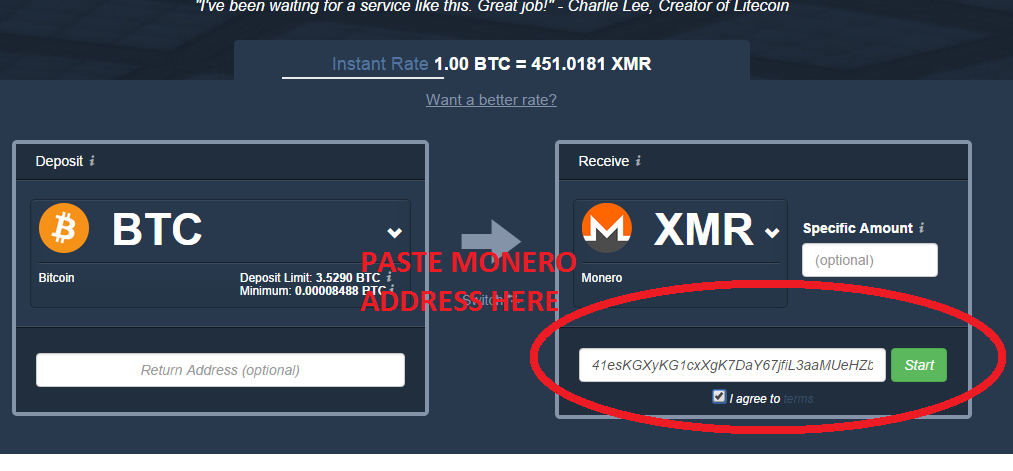 "I've been waiting for a service like this. Great job!" - Charlie Lee, Creator of Litecoin
Instant Rate 1.00 BTC = 451.0181 XMR
Want a better rate?
Deposit i
BTC
Bitcoin
Deposit Limit: 3.5290 BTC i
Minimum: 0.00008488 BTC i
Return Address (optional)
Switch
PASTE MONERO
ADDRESS HERE
Receive i
XMR
Monero
Specific Amount i
(optional)
41esKGXyKG1cxXgK7DaY67jfiL3aaMUeHZb
Start
I agree to terms